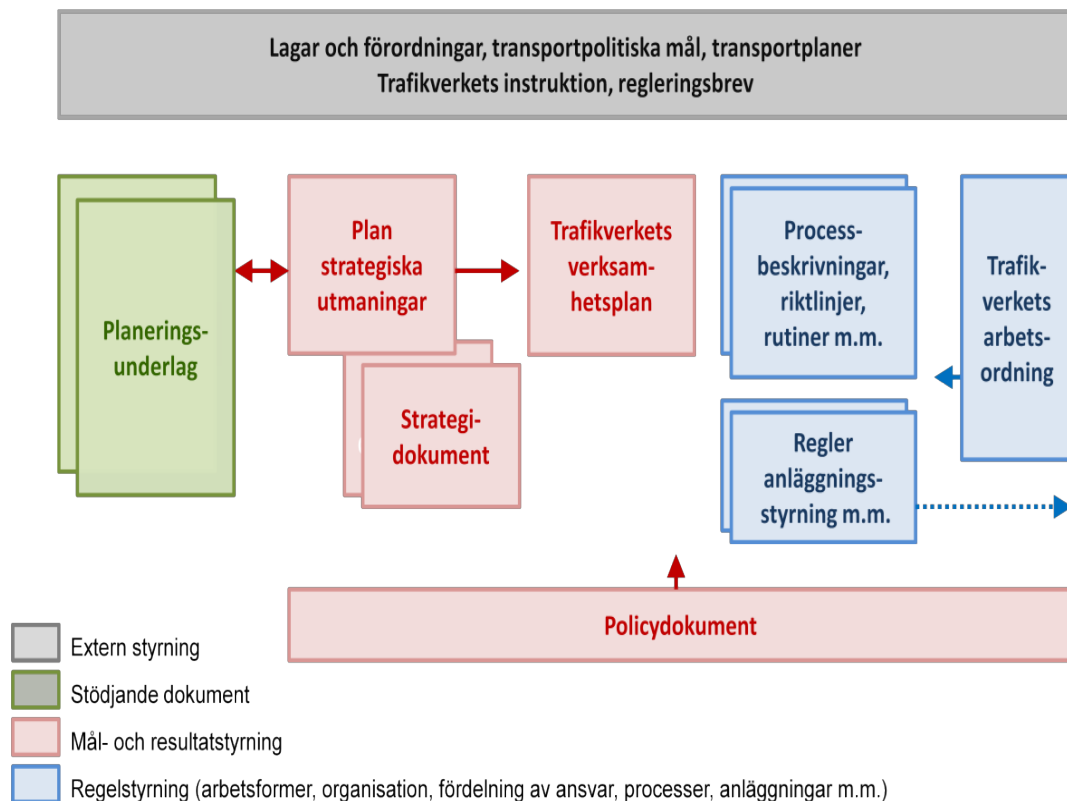 Lagar och förordningar, transportpolitiska mål, transportplaner
Trafikverkets instruktion, regleringsbrev
Planerings-
underlag
Plan
strategiska
utmaningar
Strategi-
dokument
Trafikverkets
verksam-
hetsplan
Process-
beskrivningar,
riktlinjer,
rutiner m.m.
Regler
anläggnings-
styrning m.m.
Trafik-
verkets
arbets-
ordning
Policydokument
Extern styrning
Stödjande dokument
Mål- och resultatstyrning
Regelstyrning (arbetsformer, organisation, fördelning av ansvar, processer, anläggningar m.m.)